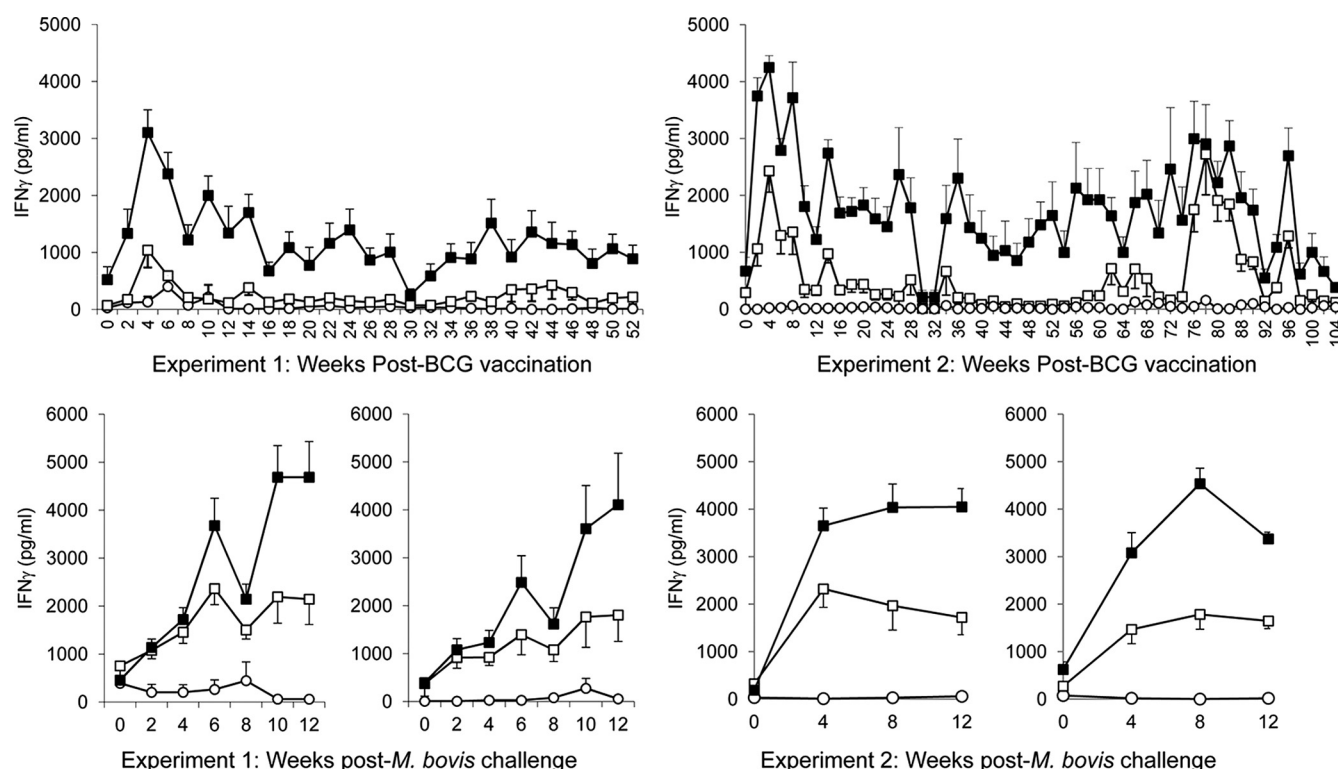 5000
4000
3000
2000
1000
0
IFNγ (pg/ml)
0 2 4 6 8 10 12 14 16 18 20 22 24 26 28 30 32 34 36 38 40 42 44 46 48 50 52
Experiment 1: Weeks Post-BCG vaccination
5000
4000
3000
2000
1000
0
IFNγ (pg/ml)
0 4 8 12 16 20 24 28 32 36 40 44 48 52 56 60 64 68 72 76 80 84 88 92 96 100 104
Experiment 2: Weeks Post-BCG vaccination
6000
5000
4000
3000
2000
1000
0
IFNγ (pg/ml)
0 2 4 6 8 10 12
6000
5000
4000
3000
2000
1000
0
0 2 4 6 8 10 12
Experiment 1: Weeks post-M. bovis challenge
6000
5000
4000
3000
2000
1000
0
IFNγ (pg/ml)
0 4 8 12
6000
5000
4000
3000
2000
1000
0
0 4 8 12
Experiment 2: Weeks post-M. bovis challenge